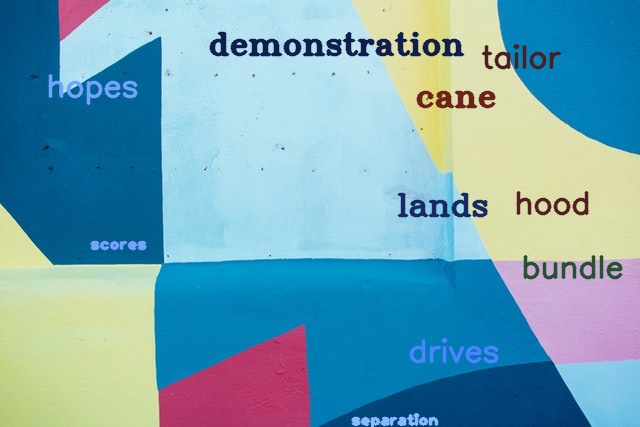 demonstration
tailor
hopes
cane
lands
hood
scores
bundle
drives
separation